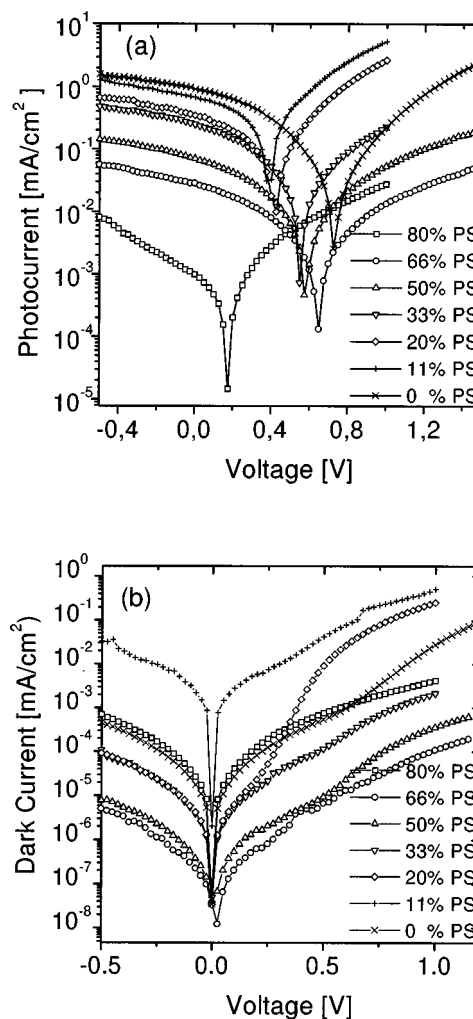 (a)
10^1
10^0
10^-1
10^-2
10^-3
10^-4
10^-5
Photocurrent [mA/cm^2]
80% PS
66% PS
50% PS
33% PS
20% PS
11% PS
0 % PS
-0,4 0,0 0,4 0,8 1,2
Voltage [V]
(b)
10^0
10^-1
10^-2
10^-3
10^-4
10^-5
10^-6
10^-7
10^-8
Dark Current [mA/cm^2)
80% PS
66% PS
50% PS
33% PS
20% PS
11% PS
0 % PS
-0.5 0.0 0.5 1.0
Voltage [V]